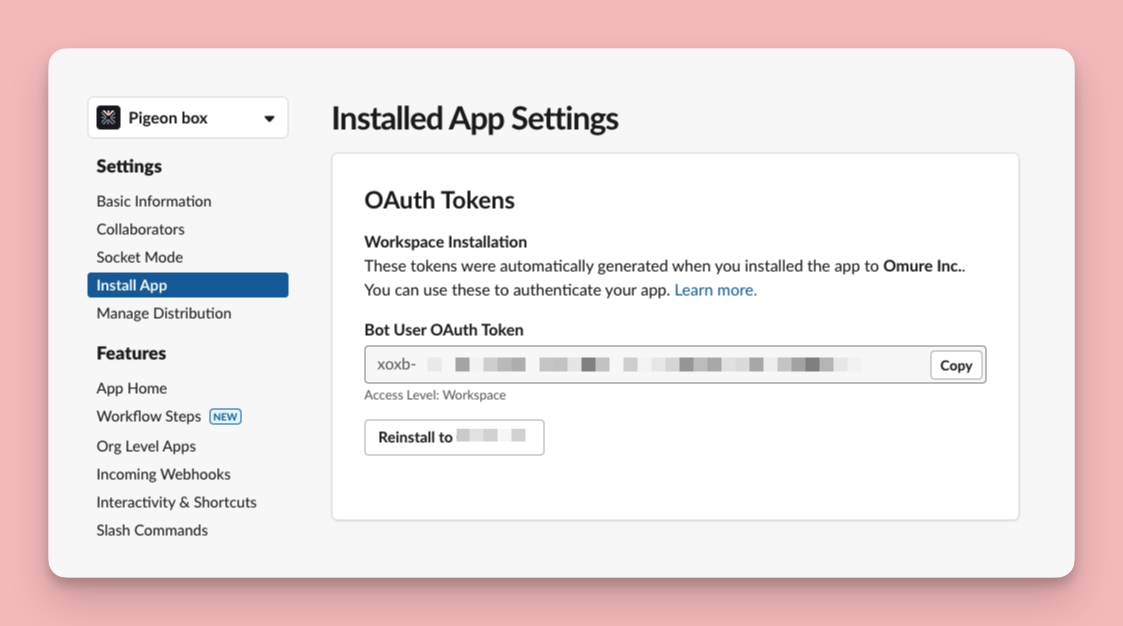 Pigeon box
Settings
Basic Information
Collaborators
Socket Mode
Install App
Manage Distribution
Features
App Home
Workflow Steps NEW
Org Level Apps
Incoming Webhooks
Interactivity & Shortcuts
Slash Commands
Installed App Settings
OAuth Tokens
Workspace Installation
These tokens were automatically generated when you installed the app to Omure Inc..
You can use these to authenticate your app. Learn more.
Bot User OAuth Token
xoxb-
Copy
Access Level: Workspace
Reinstall to